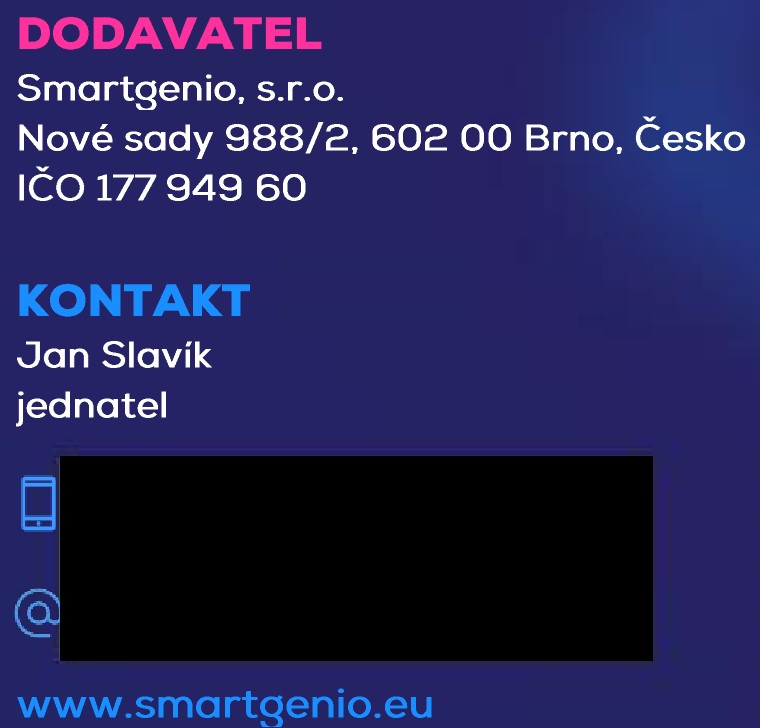 DODAVATEL
Smartgenio, s.r.o.
Nové sady 988/2, 602 00 Brno, Česko
IČO 177 949 60
KONTAKT
Jan Slavík
jednatel
@
www.smartgenio.eu